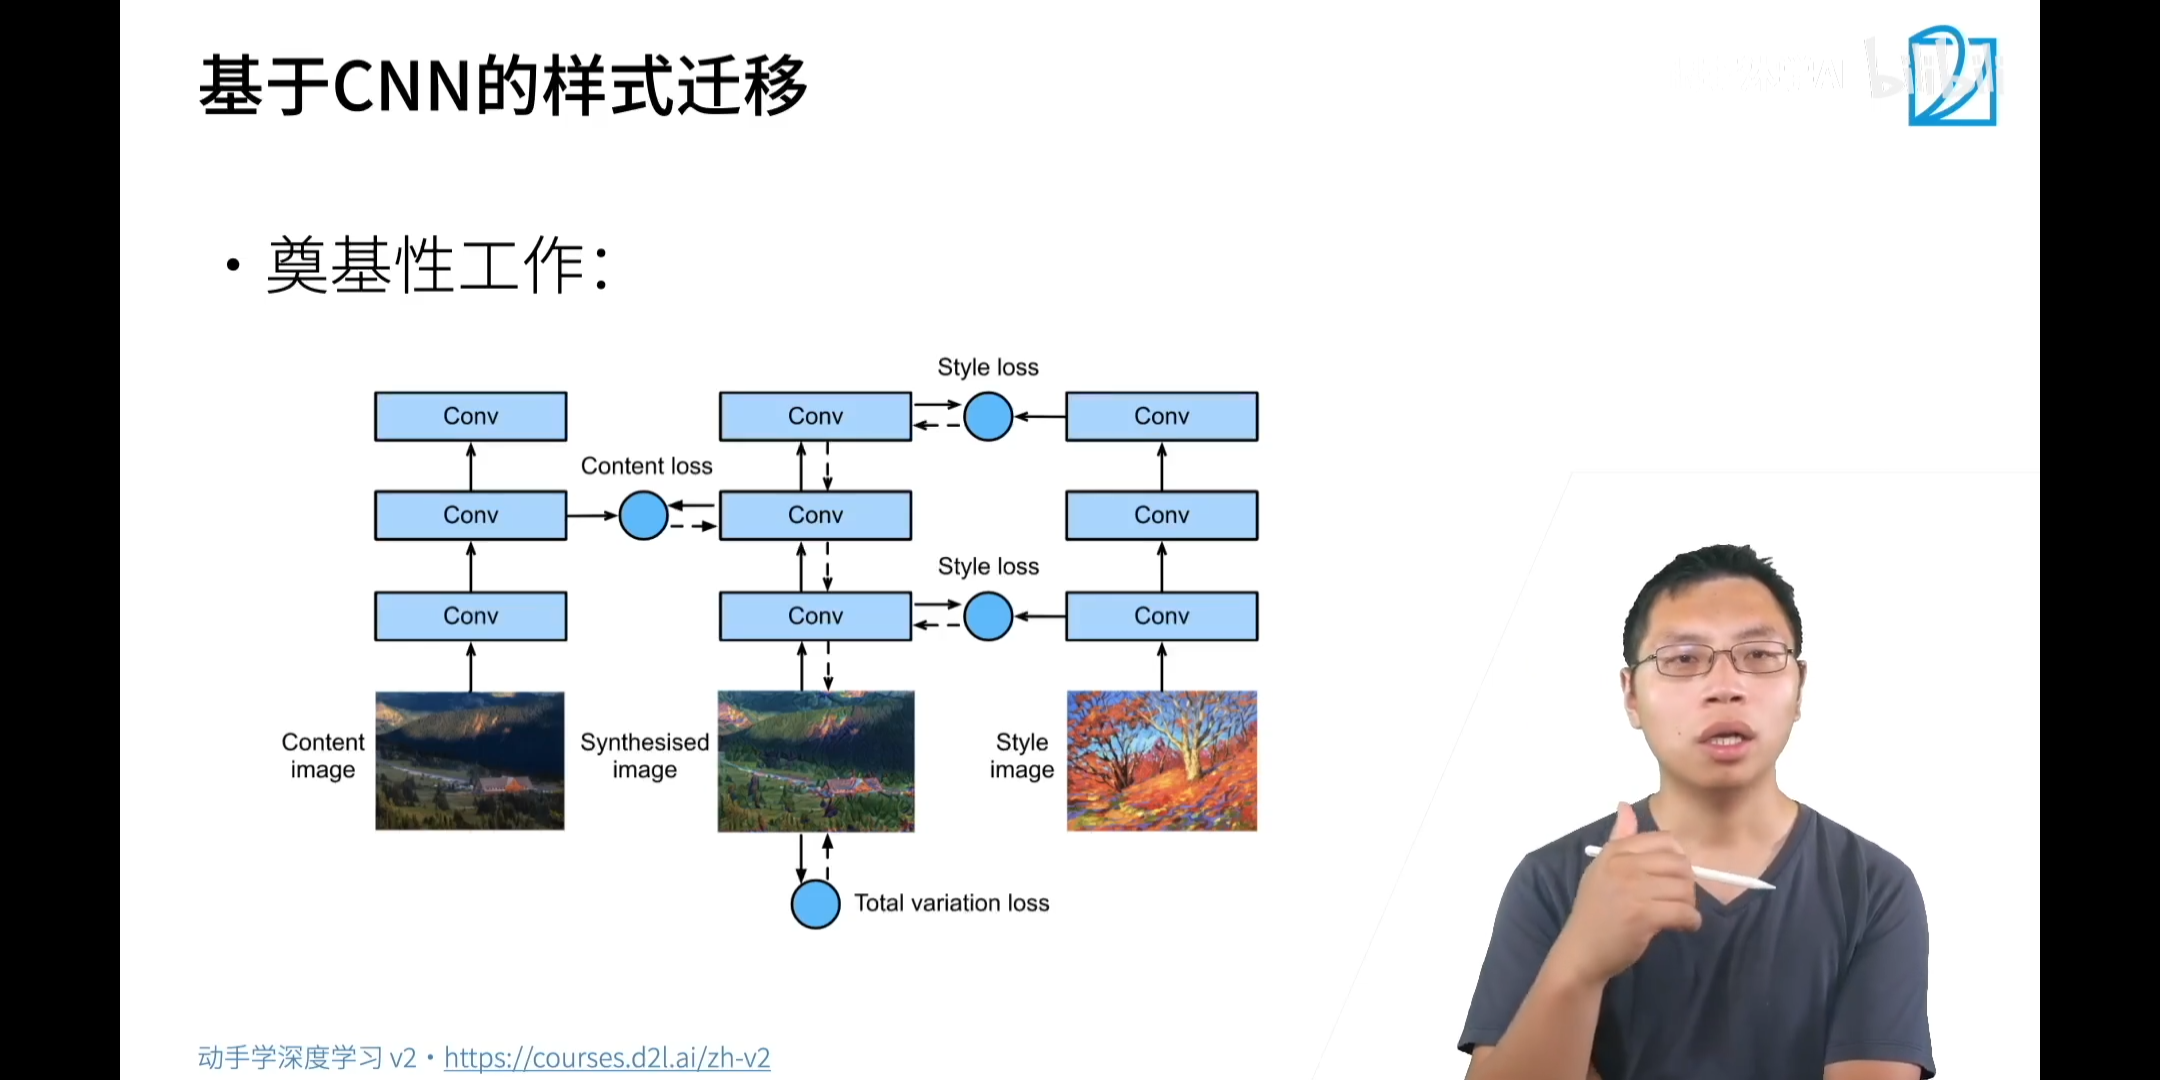 基于CNN的样式迁移
bilibili
• 奠基性工作：
Style loss
Conv Conv Conv
Content loss
Conv Conv Conv
Style loss
Conv Conv Conv
Content image
Synthesised image
Style image
Total variation loss
动手学深度学习 v2 • https://courses.d2l.ai/zh-v2